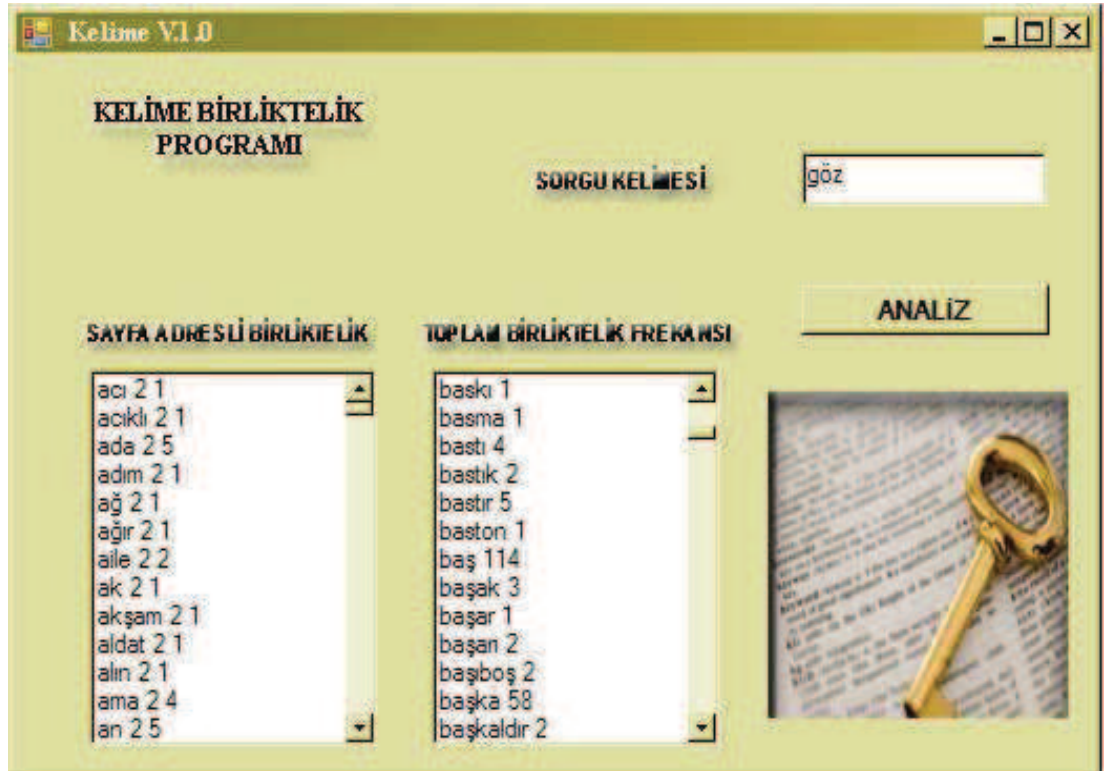 Kelime V.1.0
KELİME BİRLİKTELİK
PROGRAMI
SORGU KELİMESİ
göz
ANALİZ
SAYFA ADRESLİ BİRLİKTELİK
acı 2 1
acıklı 2 1
ada 2 5
adım 2 1
ağ 2 1
ağır 2 1
aile 2 2
ak 2 1
akşam 2 1
aldat 2 1
alın 2 1
ama 2 4
an 2 5
TOPLAM BİRLİKTELİK FREKANSI
baskı 1
basma 1
bastı 4
bastık 2
bastır 5
baston 1
baş 114
başak 3
başar 1
başarı 2
başıboş 2
başka 58
başkaldır 2